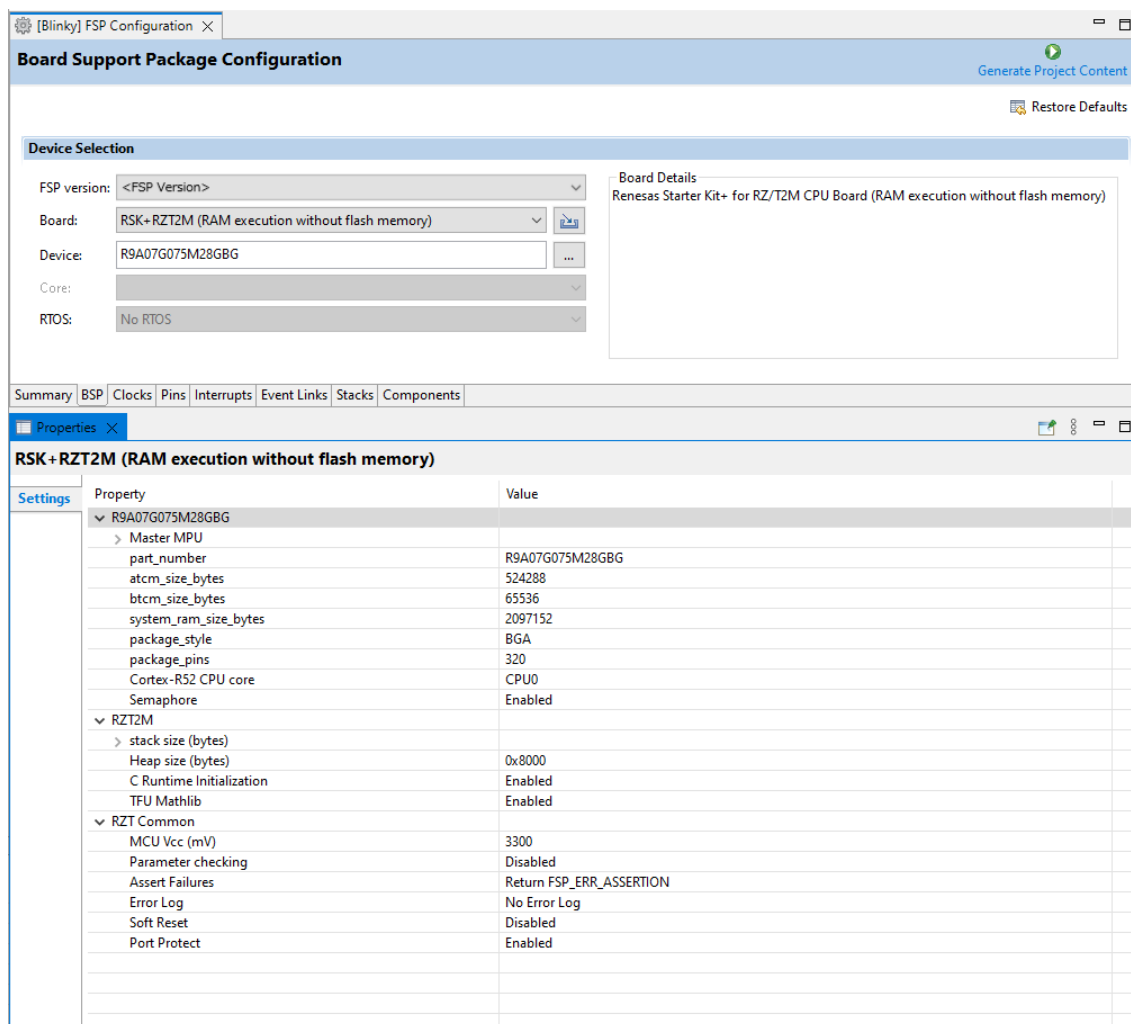 [Blinky] FSP Configuration
Board Support Package Configuration
Generate Project Content
Restore Defaults
Device Selection
FSP version: <FSP Version>
Board: RSK+RZT2M (RAM execution without flash memory)
Device: R9A07G075M28GBG ...
Core:
RTOS: No RTOS
Board Details
Renesas Starter Kit+ for RZ/T2M CPU Board (RAM execution without flash memory)
Summary BSP Clocks Pins Interrupts Event Links Stacks Components
Properties
RSK+RZT2M (RAM execution without flash memory)
Settings
Property Value
R9A07G075M28GBG
Master MPU
part_number R9A07G075M28GBG
atcm_size_bytes 524288
btcm_size_bytes 65536
system_ram_size_bytes 2097152
package_style BGA
package_pins 320
Cortex-R52 CPU core CPU0
Semaphore Enabled
RZT2M
stack size (bytes)
Heap size (bytes) 0x8000
C Runtime Initialization Enabled
TFU Mathlib Enabled
RZT Common
MCU Vcc (mV) 3300
Parameter checking Disabled
Assert Failures Return FSP_ERR_ASSERTION
Error Log No Error Log
Soft Reset Disabled
Port Protect Enabled